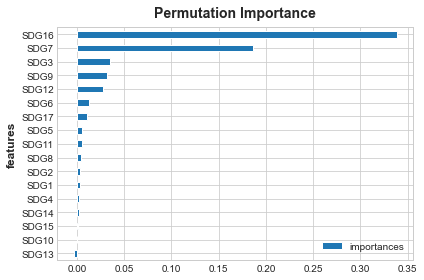 Permutation Importance
SDG16
SDG7
SDG3
SDG9
SDG12
SDG6
SDG17
SDG5
SDG11
SDG8
SDG2
SDG1
SDG4
SDG14
SDG15
SDG10
SDG13
features
importances
0.00 0.05 0.10 0.15 0.20 0.25 0.30 0.35